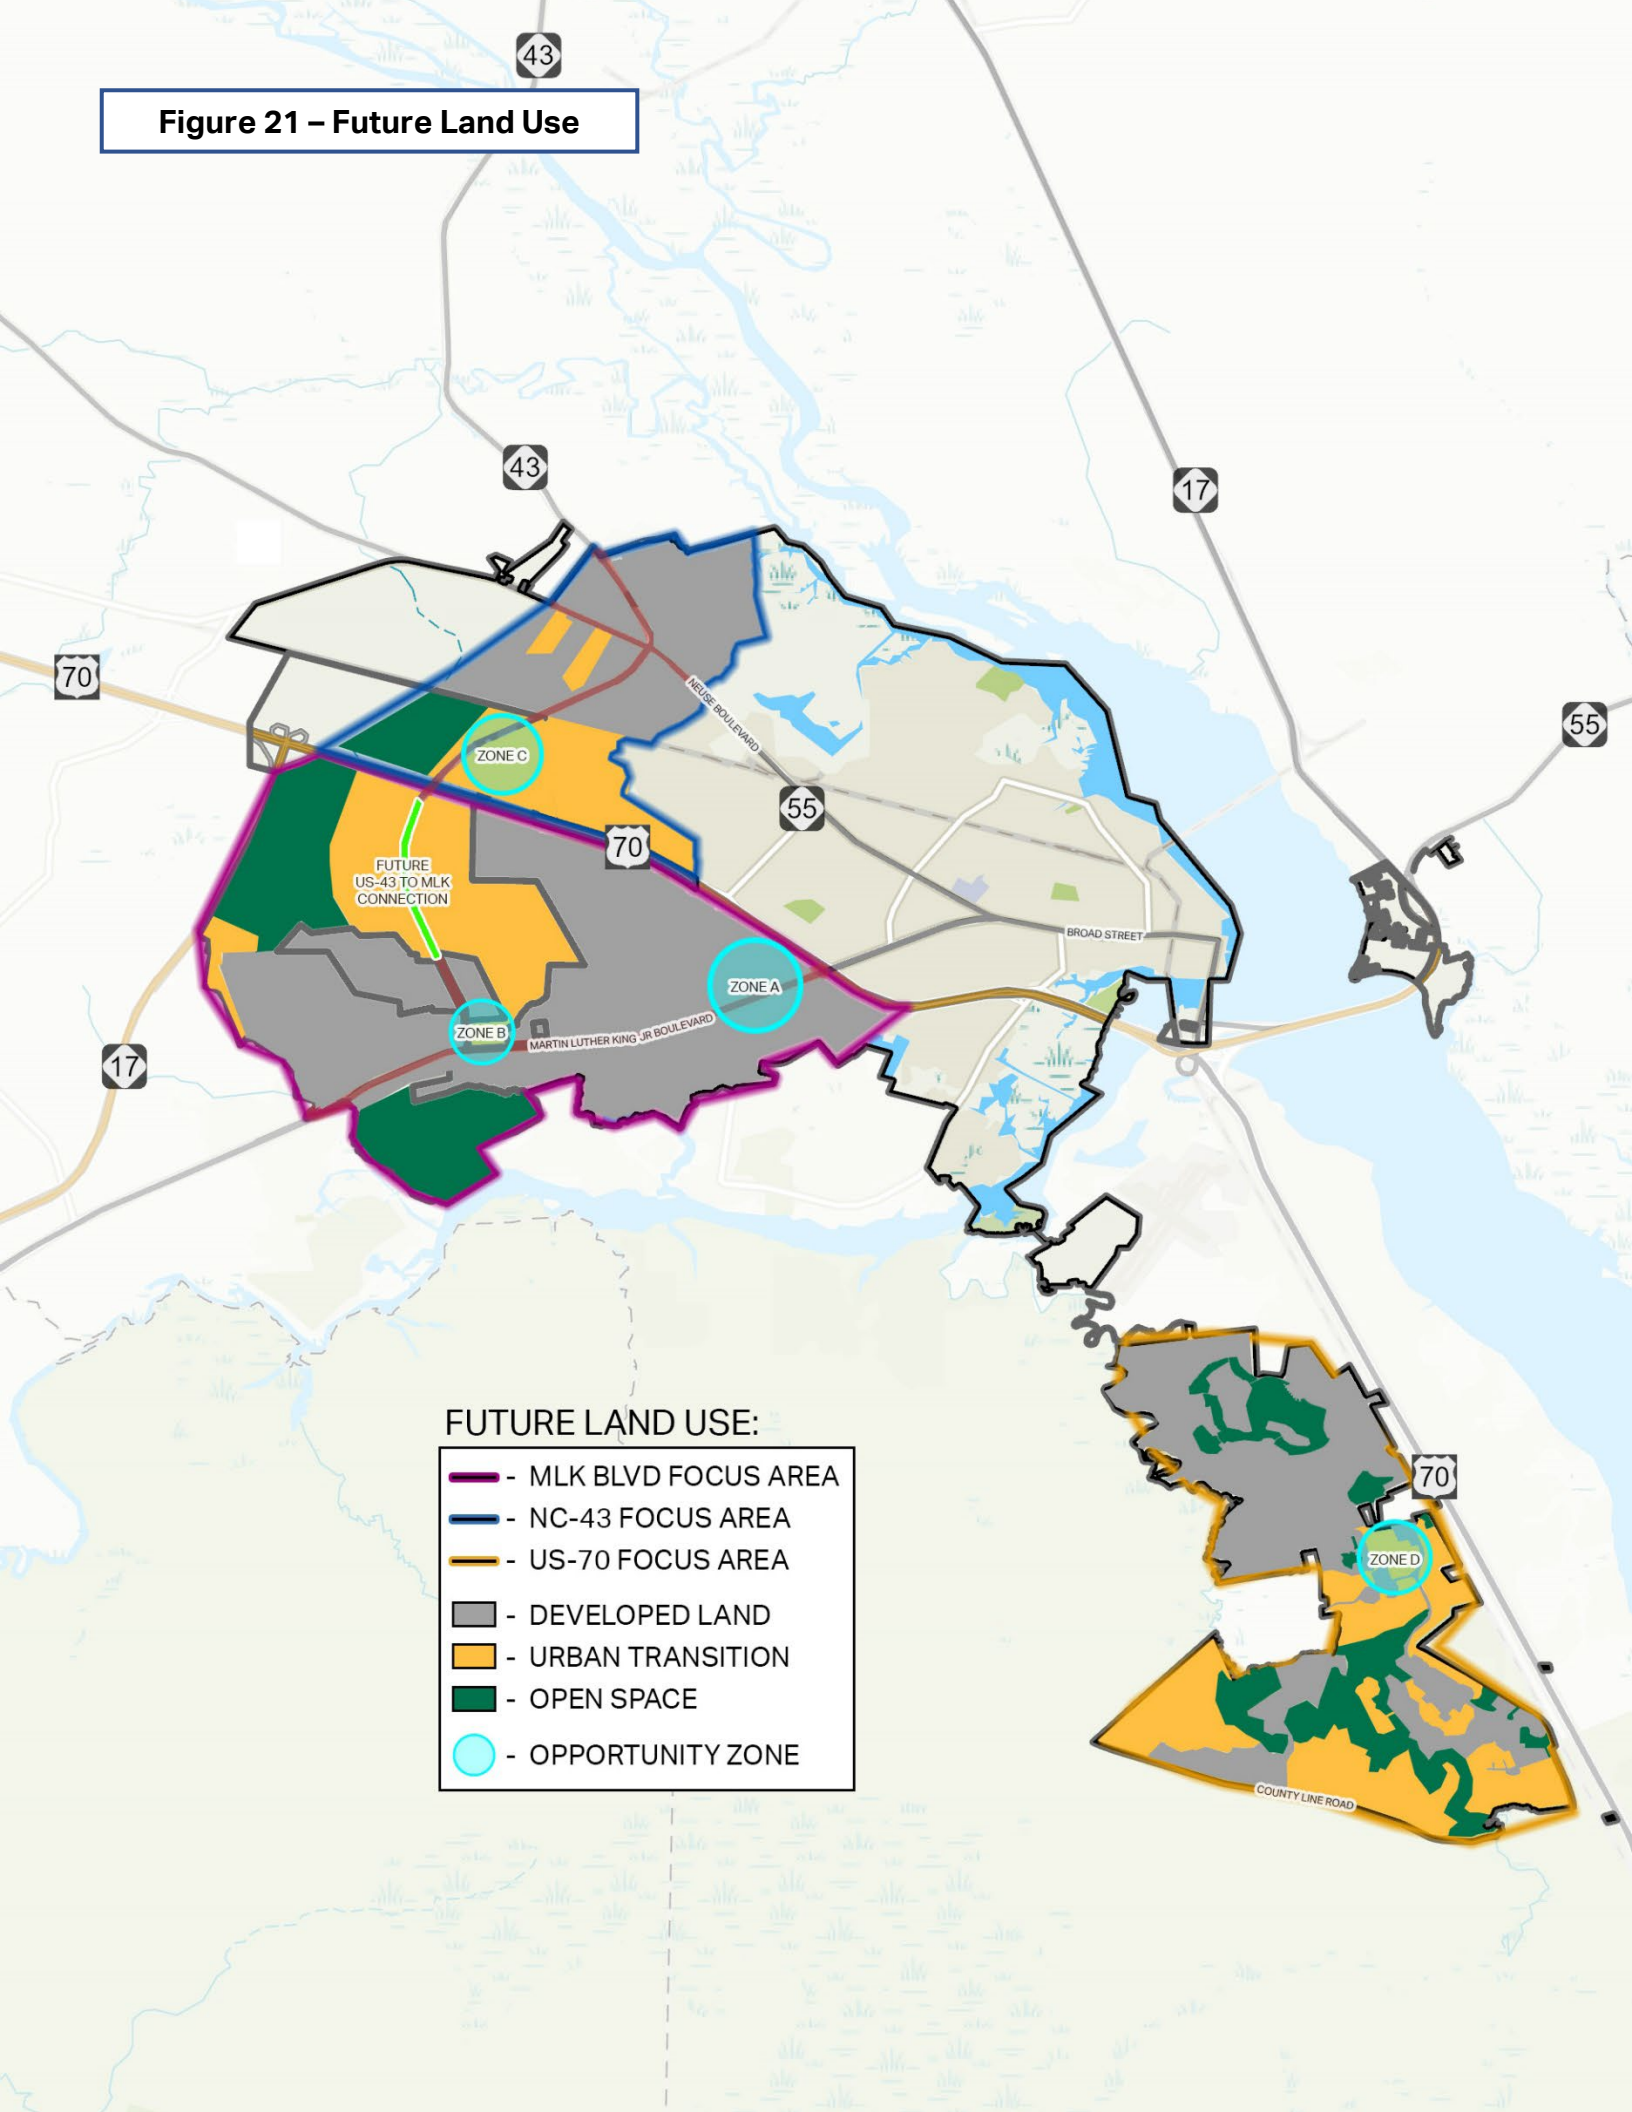 43
Figure 21 – Future Land Use
43
17
70
55
NEUSE BOULEVARD
ZONE C
55
70
FUTURE
US-43 TO MLK
CONNECTION
BROAD STREET
ZONE A
ZONE B
MARTIN LUTHER KING JR BOULEVARD
17
FUTURE LAND USE:
- MLK BLVD FOCUS AREA
- NC-43 FOCUS AREA
- US-70 FOCUS AREA
- DEVELOPED LAND
- URBAN TRANSITION
- OPEN SPACE
- OPPORTUNITY ZONE
70
ZONE D
COUNTY LINE ROAD